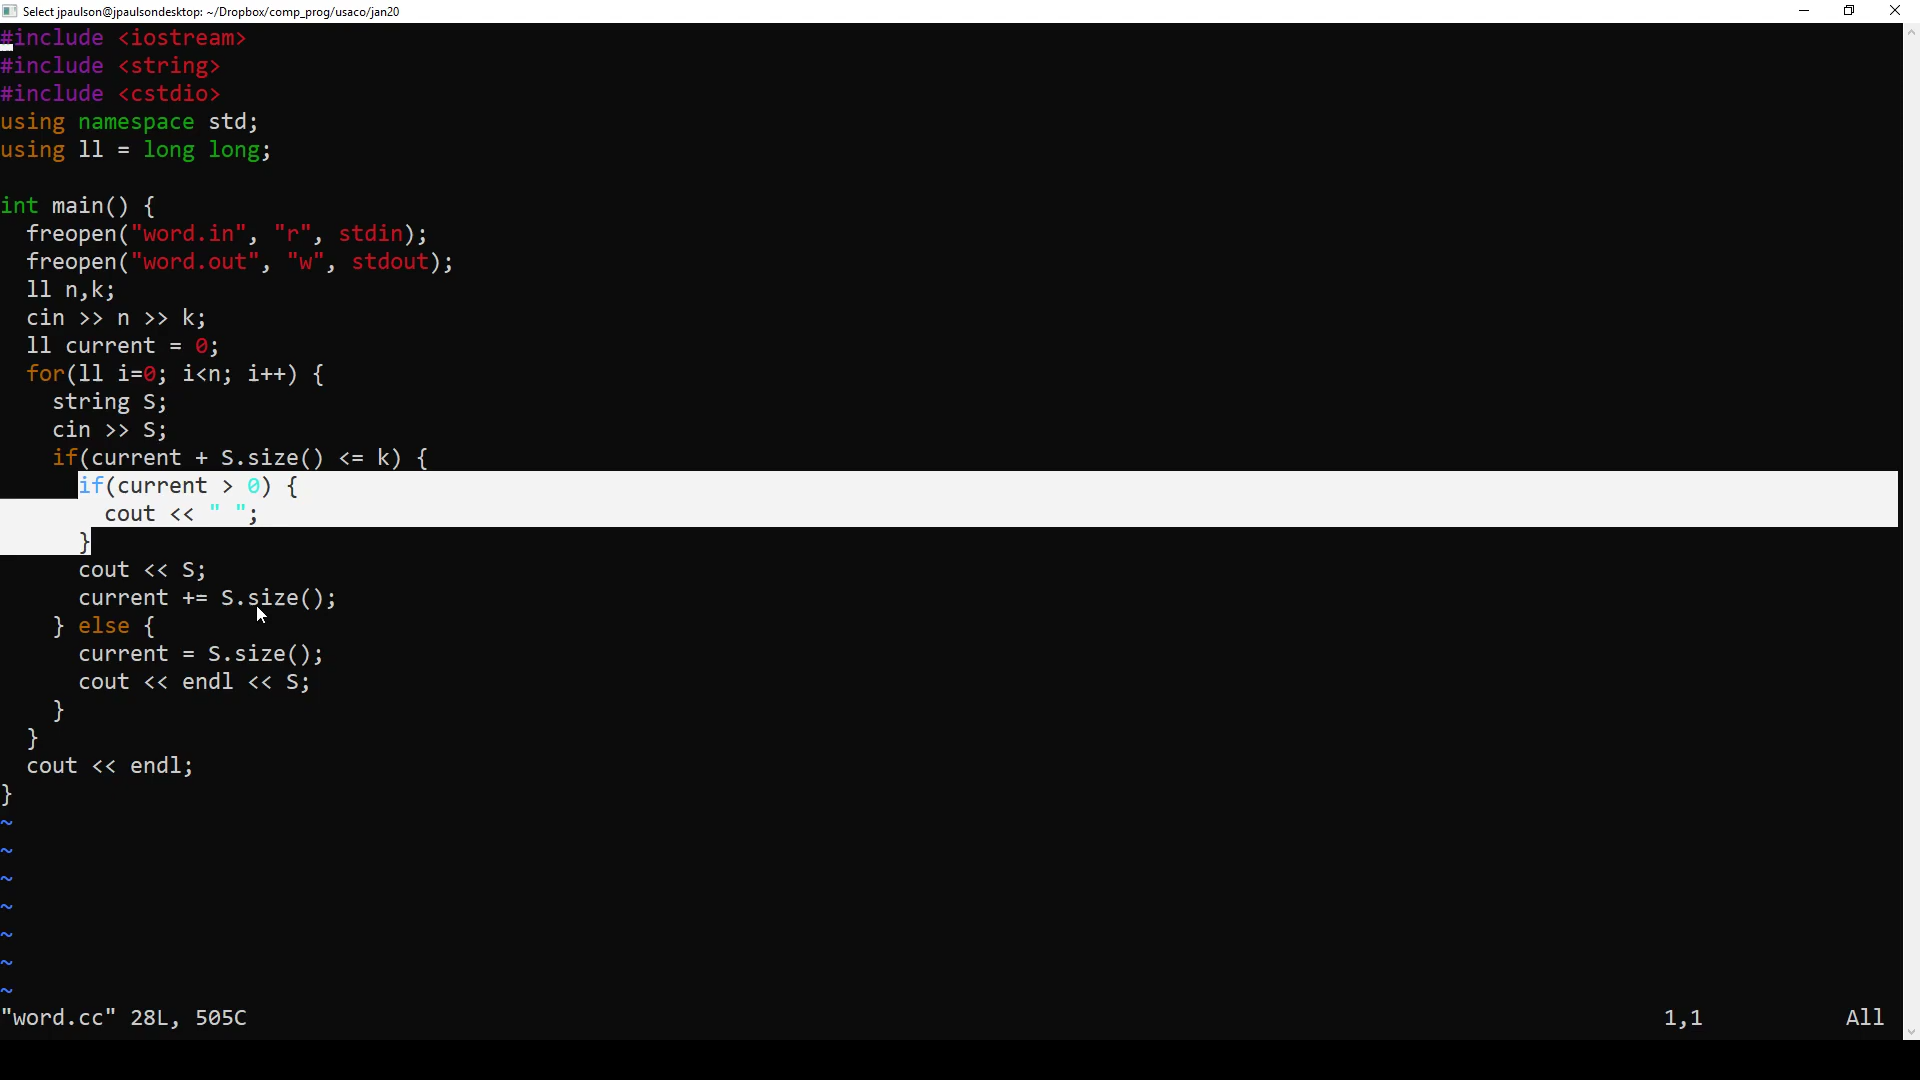 Select jpaulson@jpaulsondesktop: ~/Dropbox/comp_prog/usaco/jan20
#include <iostream>
#include <string>
#include <cstdio>
using namespace std;
using ll = long long;

int main() {
  freopen("word.in", "r", stdin);
  freopen("word.out", "w", stdout);
  ll n,k;
  cin >> n >> k;
  ll current = 0;
  for(ll i=0; i<n; i++) {
    string S;
    cin >> S;
    if(current + S.size() <= k) {
      if(current > 0) {
        cout << " ";
      }
      cout << S;
      current += S.size();
    } else {
      current = S.size();
      cout << endl << S;
    }
  }
  cout << endl;
}
~
~
~
~
~
~
~
"word.cc" 28L, 505C 1,1 All